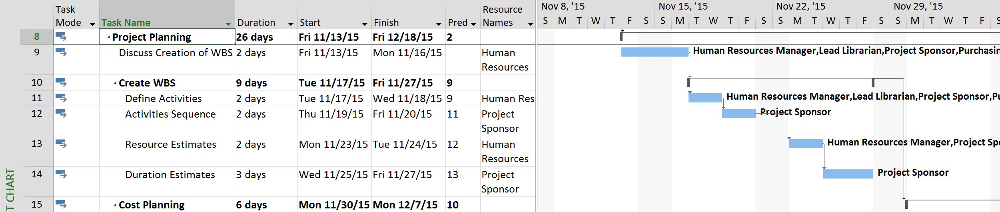 Task Mode Task Name Duration Start Finish Pred Resource Names
Nov 8, '15 Nov 15, '15 Nov 22, '15 Nov 29, '15
S M T W T F S S M T W T F S S M T W T F S S M T W T F S
8 Project Planning 26 days Fri 11/13/15 Fri 12/18/15 2
9 Discuss Creation of WBS 2 days Fri 11/13/15 Mon 11/16/15 Human Resources
Human Resources Manager,Lead Librarian,Project Sponsor,Purchasin
10 Create WBS 9 days Tue 11/17/15 Fri 11/27/15 9
11 Define Activities 2 days Tue 11/17/15 Wed 11/18/15 9 Human Res
Human Resources Manager,Lead Librarian,Project Sponsor,Pu
12 Activities Sequence 2 days Thu 11/19/15 Fri 11/20/15 11 Project Sponsor
Project Sponsor
13 Resource Estimates 2 days Mon 11/23/15 Tue 11/24/15 12 Human Resources
Human Resources Manager,Project Spo
14 Duration Estimates 3 days Wed 11/25/15 Fri 11/27/15 13 Project Sponsor
Project Sponsor
15 Cost Planning 6 days Mon 11/30/15 Mon 12/7/15 10
T CHART